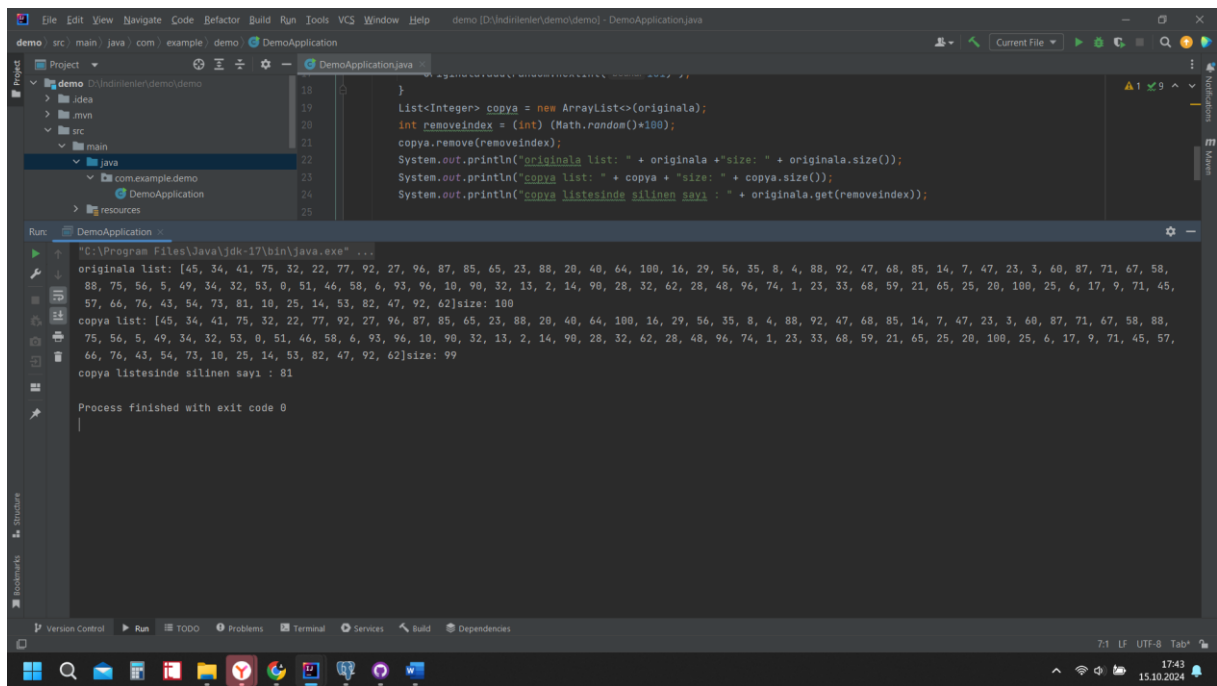 File Edit View Navigate Code Refactor Build Run Tools VCS Window Help demo [D:\Indirilenler\demo\demo] - DemoApplication.java
demo src main java com example demo DemoApplication Current File
Project DemoApplication.java
demo D:\Indirilenler\demo\demo
.idea
.mvn
src
main
java
com.example.demo
DemoApplication
resources
18 }
19 List<Integer> copya = new ArrayList<>(originala);
20 int removeindex = (int) (Math.random()*100);
21 copya.remove(removeindex);
22 System.out.println("originala list: " + originala +"size: " + originala.size());
23 System.out.println("copya list: " + copya + "size: " + copya.size());
24 System.out.println("copya listesinde silinen sayı : " + originala.get(removeindex));
25
1 9
Notifications
Maven
Run: DemoApplication
"C:\Program Files\Java\jdk-17\bin\java.exe" ...
originala list: [45, 34, 41, 75, 32, 22, 77, 92, 27, 96, 87, 85, 65, 23, 88, 20, 40, 64, 100, 16, 29, 56, 35, 8, 4, 88, 92, 47, 68, 85, 14, 7, 47, 23, 3, 60, 87, 71, 67, 58,
88, 75, 56, 5, 49, 34, 32, 53, 0, 51, 46, 58, 6, 93, 96, 10, 90, 32, 13, 2, 14, 90, 28, 32, 62, 28, 48, 96, 74, 1, 23, 33, 68, 59, 21, 65, 25, 20, 100, 25, 6, 17, 9, 71, 45,
57, 66, 76, 43, 54, 73, 81, 10, 25, 14, 53, 82, 47, 92, 62]size: 100
copya list: [45, 34, 41, 75, 32, 22, 77, 92, 27, 96, 87, 85, 65, 23, 88, 20, 40, 64, 100, 16, 29, 56, 35, 8, 4, 88, 92, 47, 68, 85, 14, 7, 47, 23, 3, 60, 87, 71, 67, 58, 88,
75, 56, 5, 49, 34, 32, 53, 0, 51, 46, 58, 6, 93, 96, 10, 90, 32, 13, 2, 14, 90, 28, 32, 62, 28, 48, 96, 74, 1, 23, 33, 68, 59, 21, 65, 25, 20, 100, 25, 6, 17, 9, 71, 45, 57,
66, 76, 43, 54, 73, 10, 25, 14, 53, 82, 47, 92, 62]size: 99
copya listesinde silinen sayı : 81
Process finished with exit code 0
Structure
Bookmarks
Version Control Run TODO Problems Terminal Services Build Dependencies
7:1 LF UTF-8 Tab*
17:43
15.10.2024